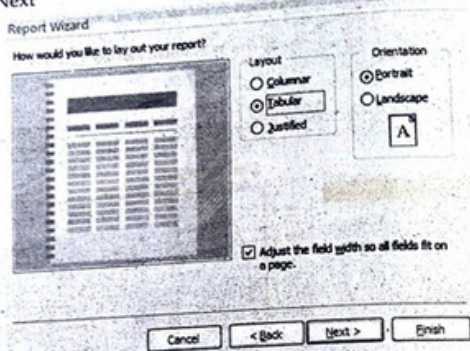 Next
Report Wizard
How would you like to lay out your report?
Layout
Columnar
Tabular
Justified
Orientation
Portrait
Landscape
A
Adjust the field width so all fields fit on
a page.
Cancel
< Back
Next >
Finish